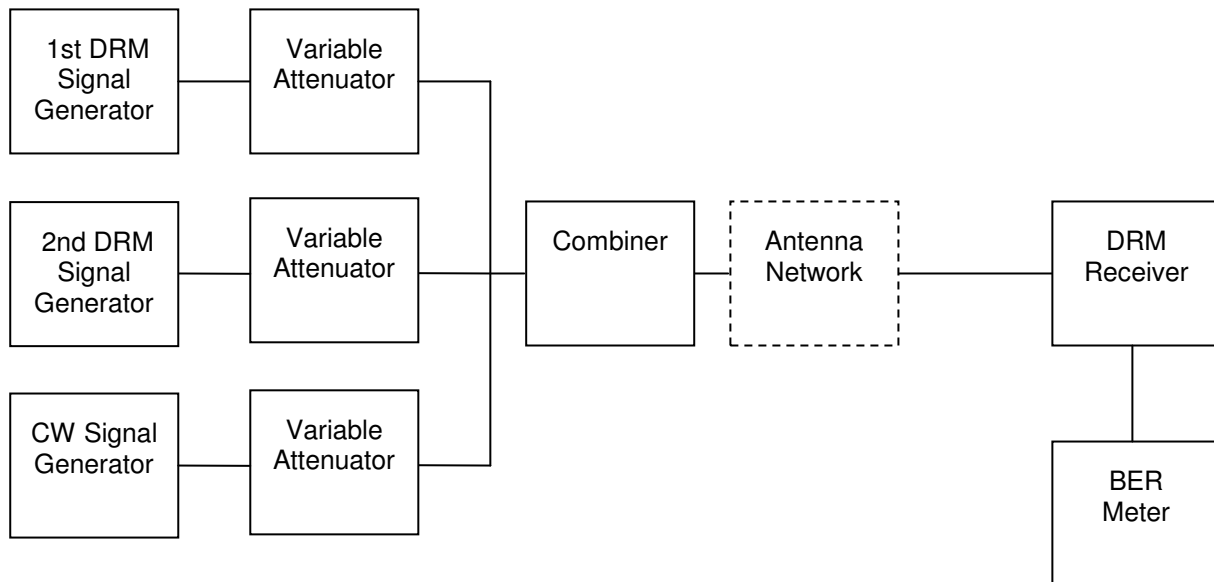 1st DRM
Signal
Generator
Variable
Attenuator
2nd DRM
Signal
Generator
Variable
Attenuator
Combiner
Antenna
Network
DRM
Receiver
CW Signal
Generator
Variable
Attenuator
BER
Meter